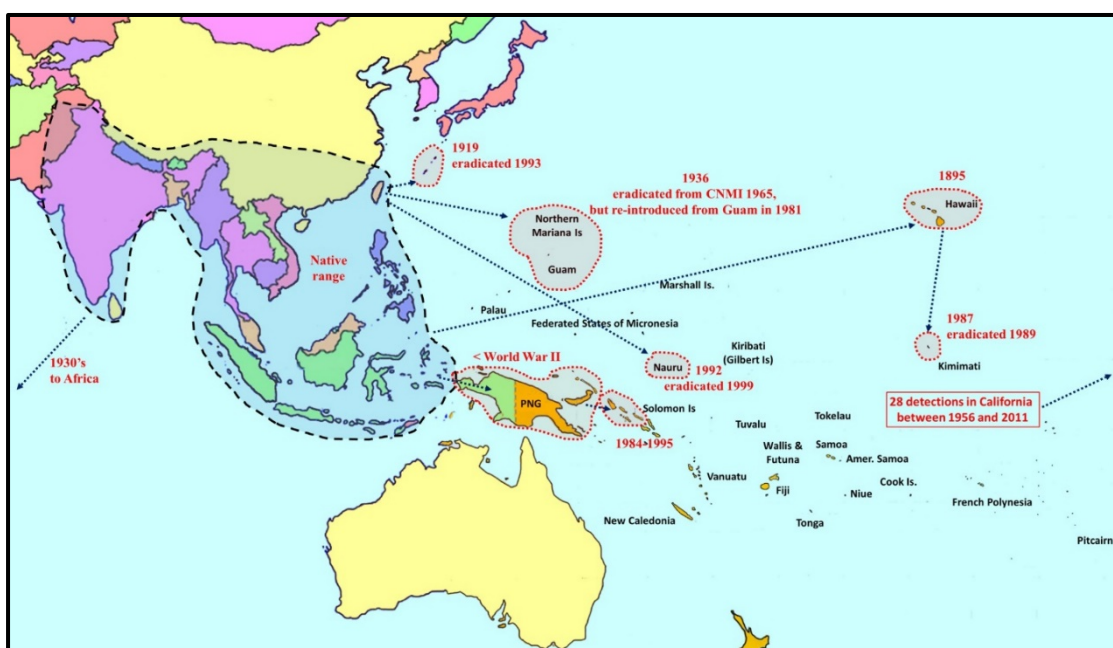 1919
eradicated 1993
1936
eradicated from CNMI 1965,
but re-introduced from Guam in 1981
1895
Hawaii
Northern
Mariana Is
Guam
Native
range
Marshall Is.
Palau
Federated States of Micronesia
1987
eradicated 1989
Kimimati
1930's
to Africa
< World War II
Kiribati
(Gilbert Is)
Nauru
1992
eradicated 1999
PNG
Solomon Is
1984-1995
28 detections in California
between 1956 and 2011
Tokelau
Tuvalu
Wallis &
Futuna
Samoa
Amer. Samoa
Vanuatu
Fiji
Cook Is.
Niue
French Polynesia
New Caledonia
Tonga
Pitcairn